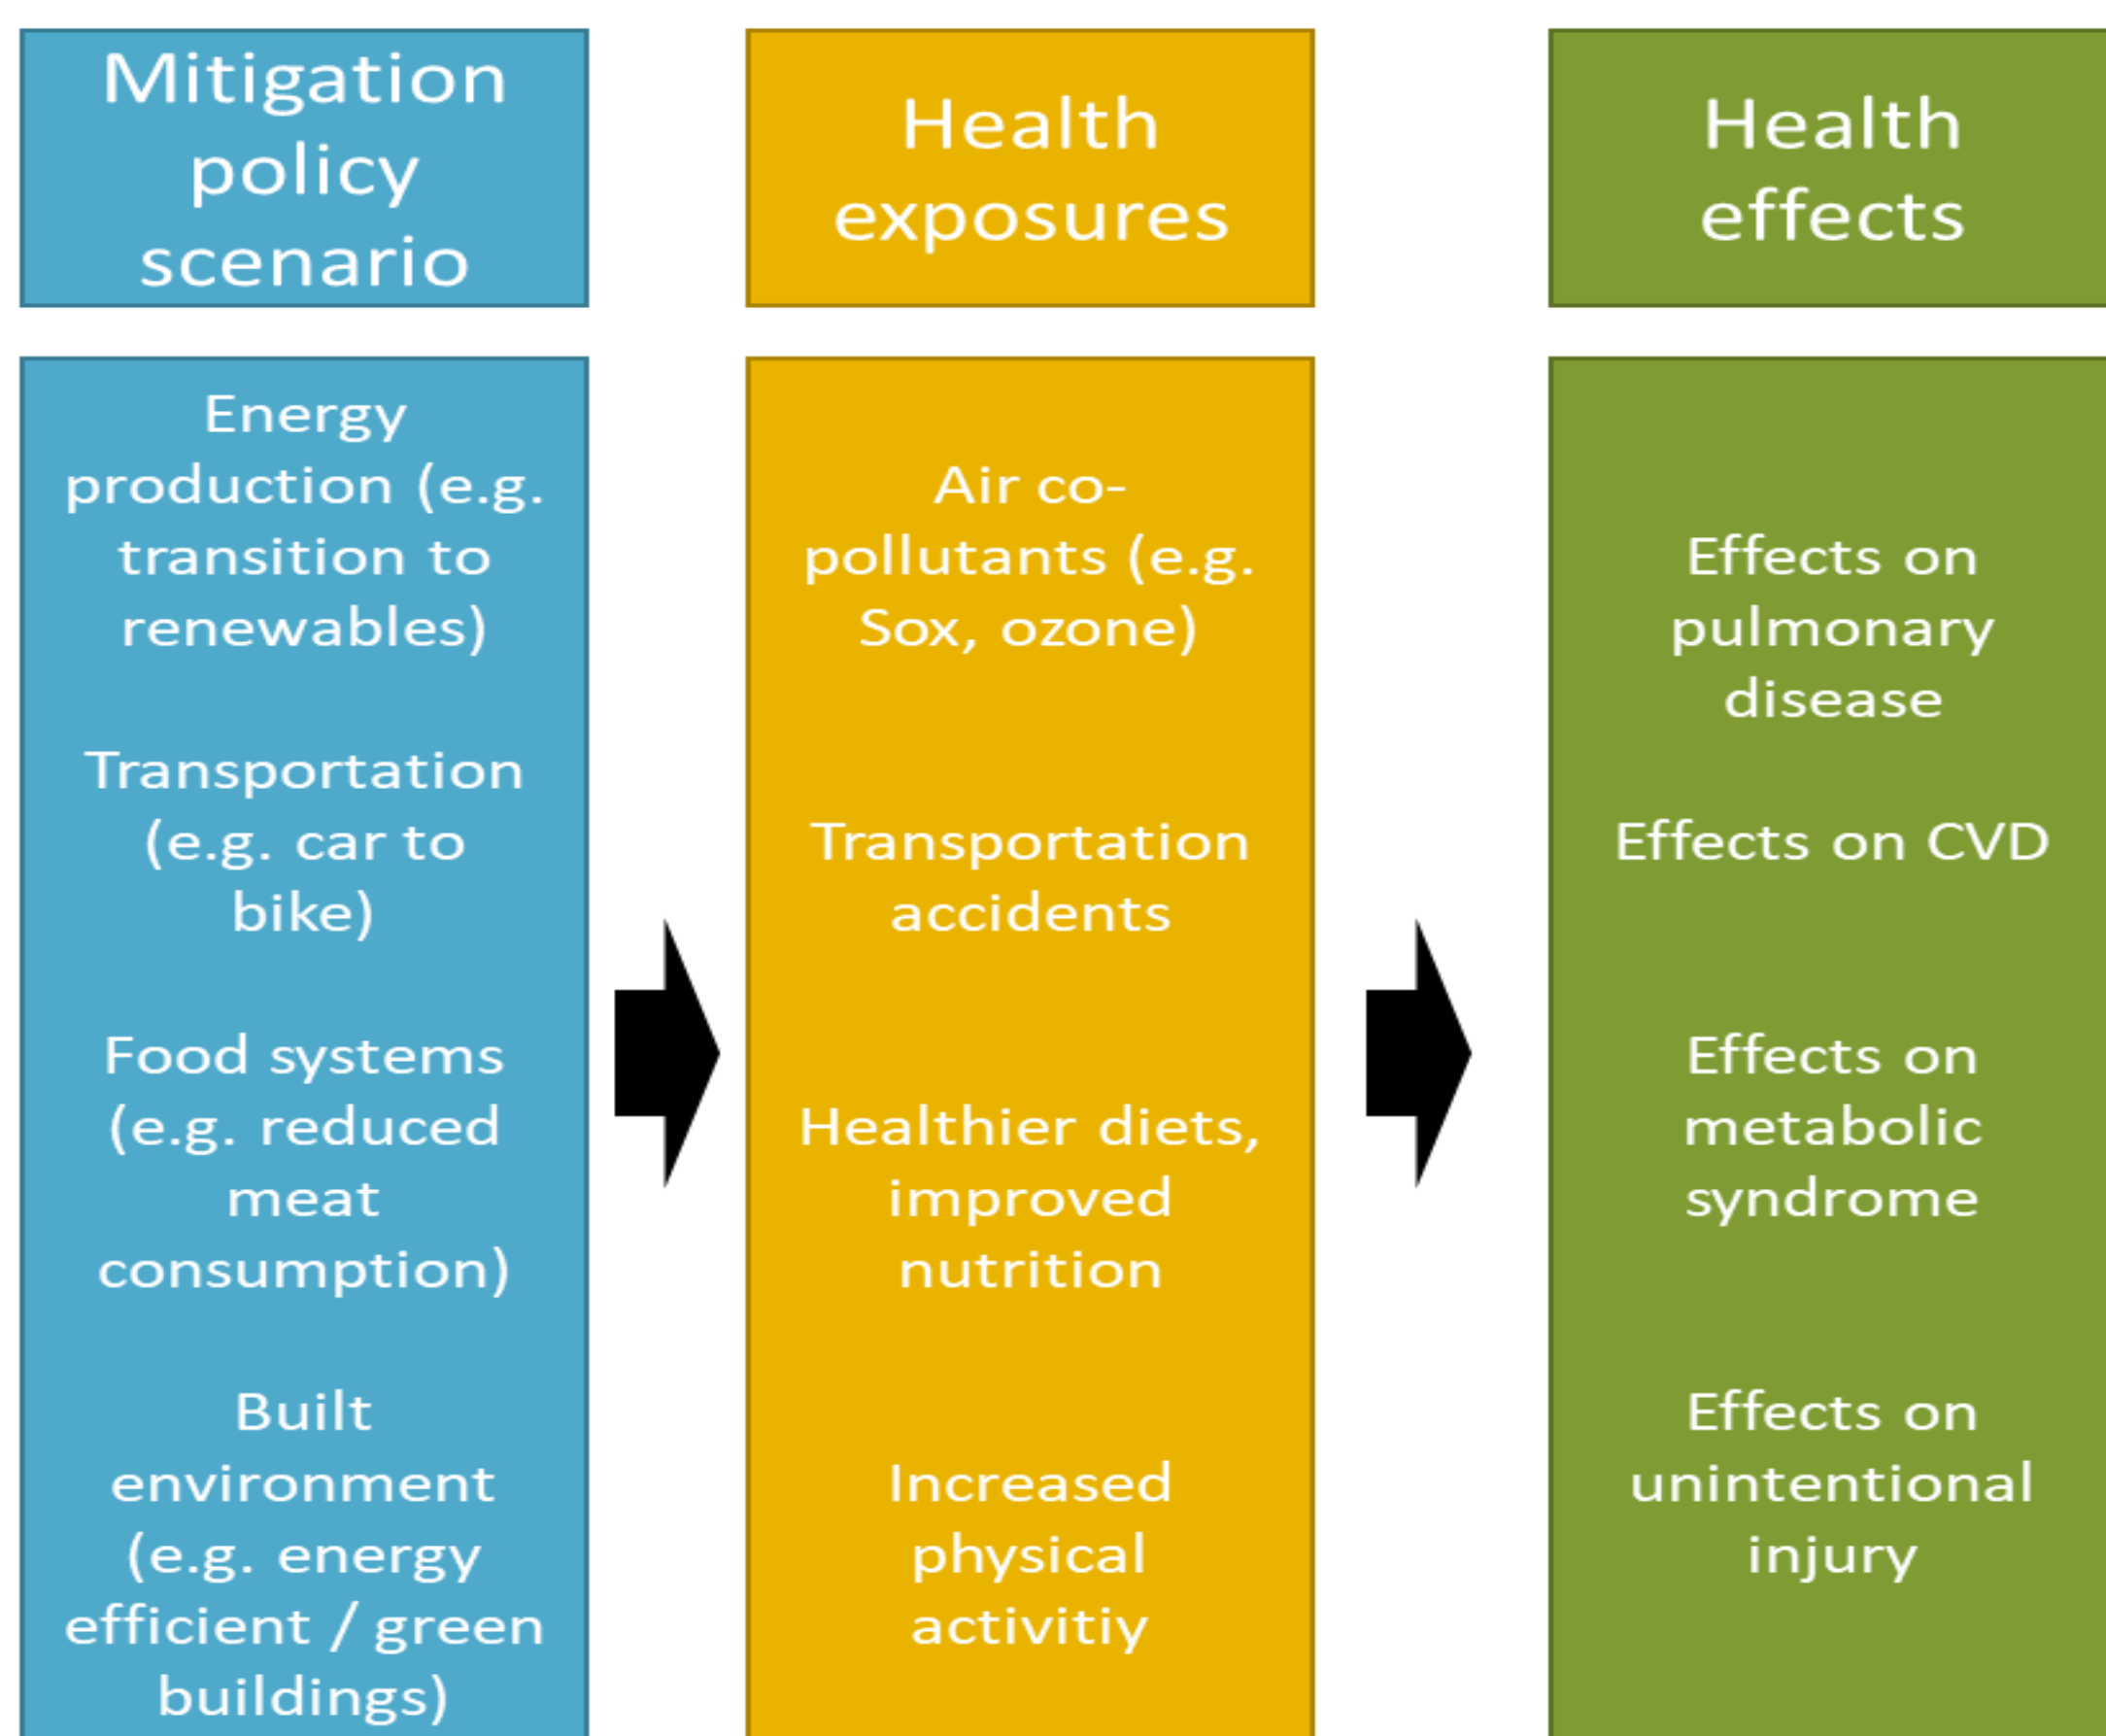 Mitigation
policy
scenario
Health
exposures
Health
effects
Energy
production (e.g.
transition to
renewables)
Transportation
(e.g. car to
bike)
Food systems
(e.g. reduced
meat
consumption)
Built
environment
(e.g. energy
efficient / green
buildings)
Air co-
pollutants (e.g.
Sox, ozone)
Transportation
accidents
Healthier diets,
improved
nutrition
Increased
physical
activitiy
Effects on
pulmonary
disease
Effects on CVD
Effects on
metabolic
syndrome
Effects on
unintentional
injury